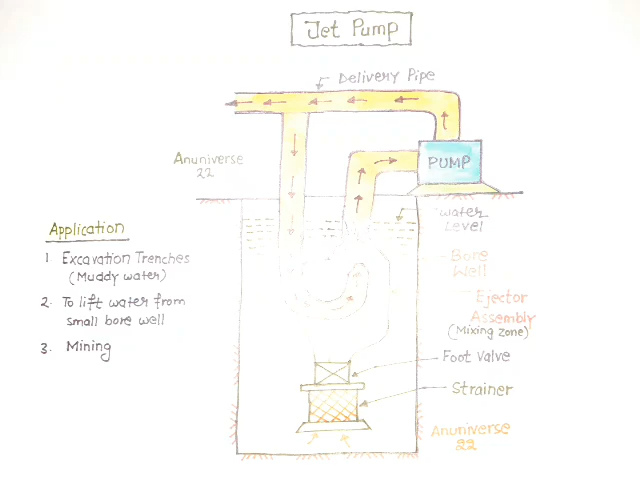 Jet Pump
Delivery Pipe
Anuniverse
22
PUMP
water
Level
Application
1 Excavation Trenches
(Muddy water)
2. To lift water from
small bore well
3. Mining
Bore
Well
Ejector
Assembly
(Mixing zone)
Foot Valve
Strainer
Anuniverse
22